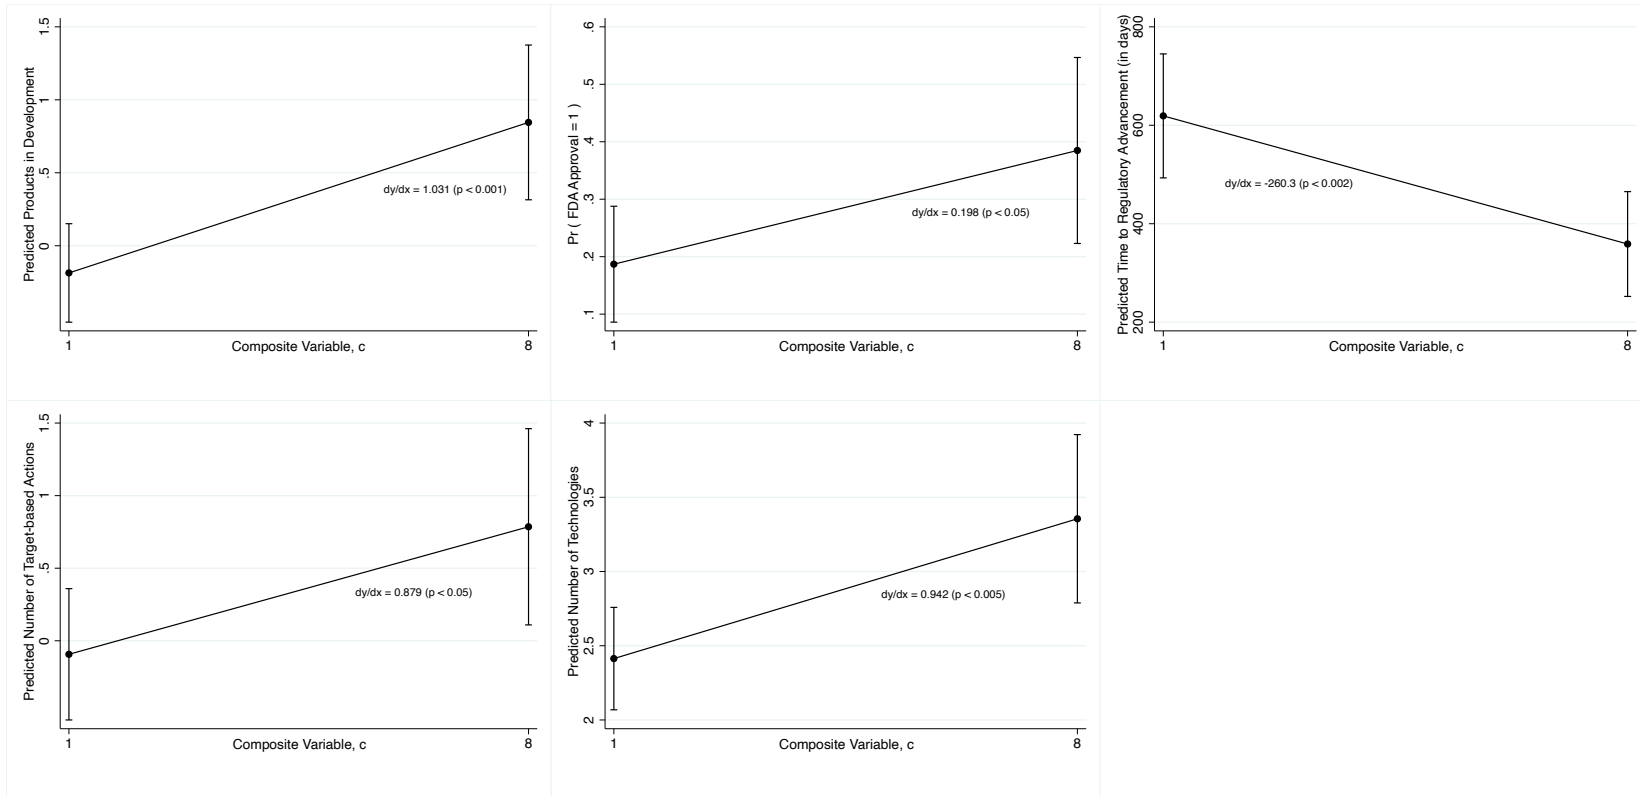 Predicted Products in Development
1.5
1
.5
0
dy/dx = 1.031 (p < 0.001)
1
8
Composite Variable, c
Pr ( FDA Approval = 1 )
.6
.5
.4
.3
.2
.1
dy/dx = 0.198 (p < 0.05)
1
8
Composite Variable, c
Predicted Time to Regulatory Advancement (in days)
800
600
400
200
dy/dx = -260.3 (p < 0.002)
1
8
Composite Variable, c
Predicted Number of Target-based Actions
1.5
1
.5
0
dy/dx = 0.879 (p < 0.05)
1
8
Composite Variable, c
Predicted Number of Technologies
4
3.5
3
2.5
2
dy/dx = 0.942 (p < 0.005)
1
8
Composite Variable, c